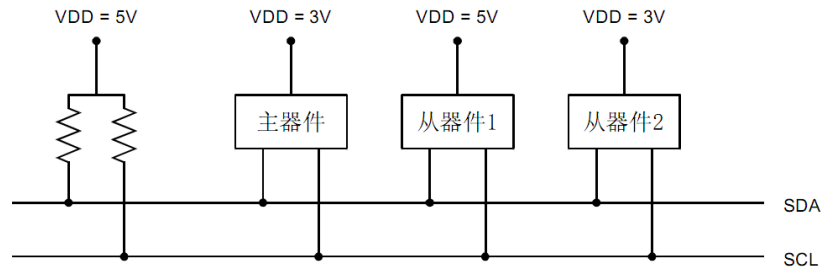 VDD = 5V
VDD = 3V
VDD = 5V
VDD = 3V
主器件
从器件1
从器件2
SDA
SCL